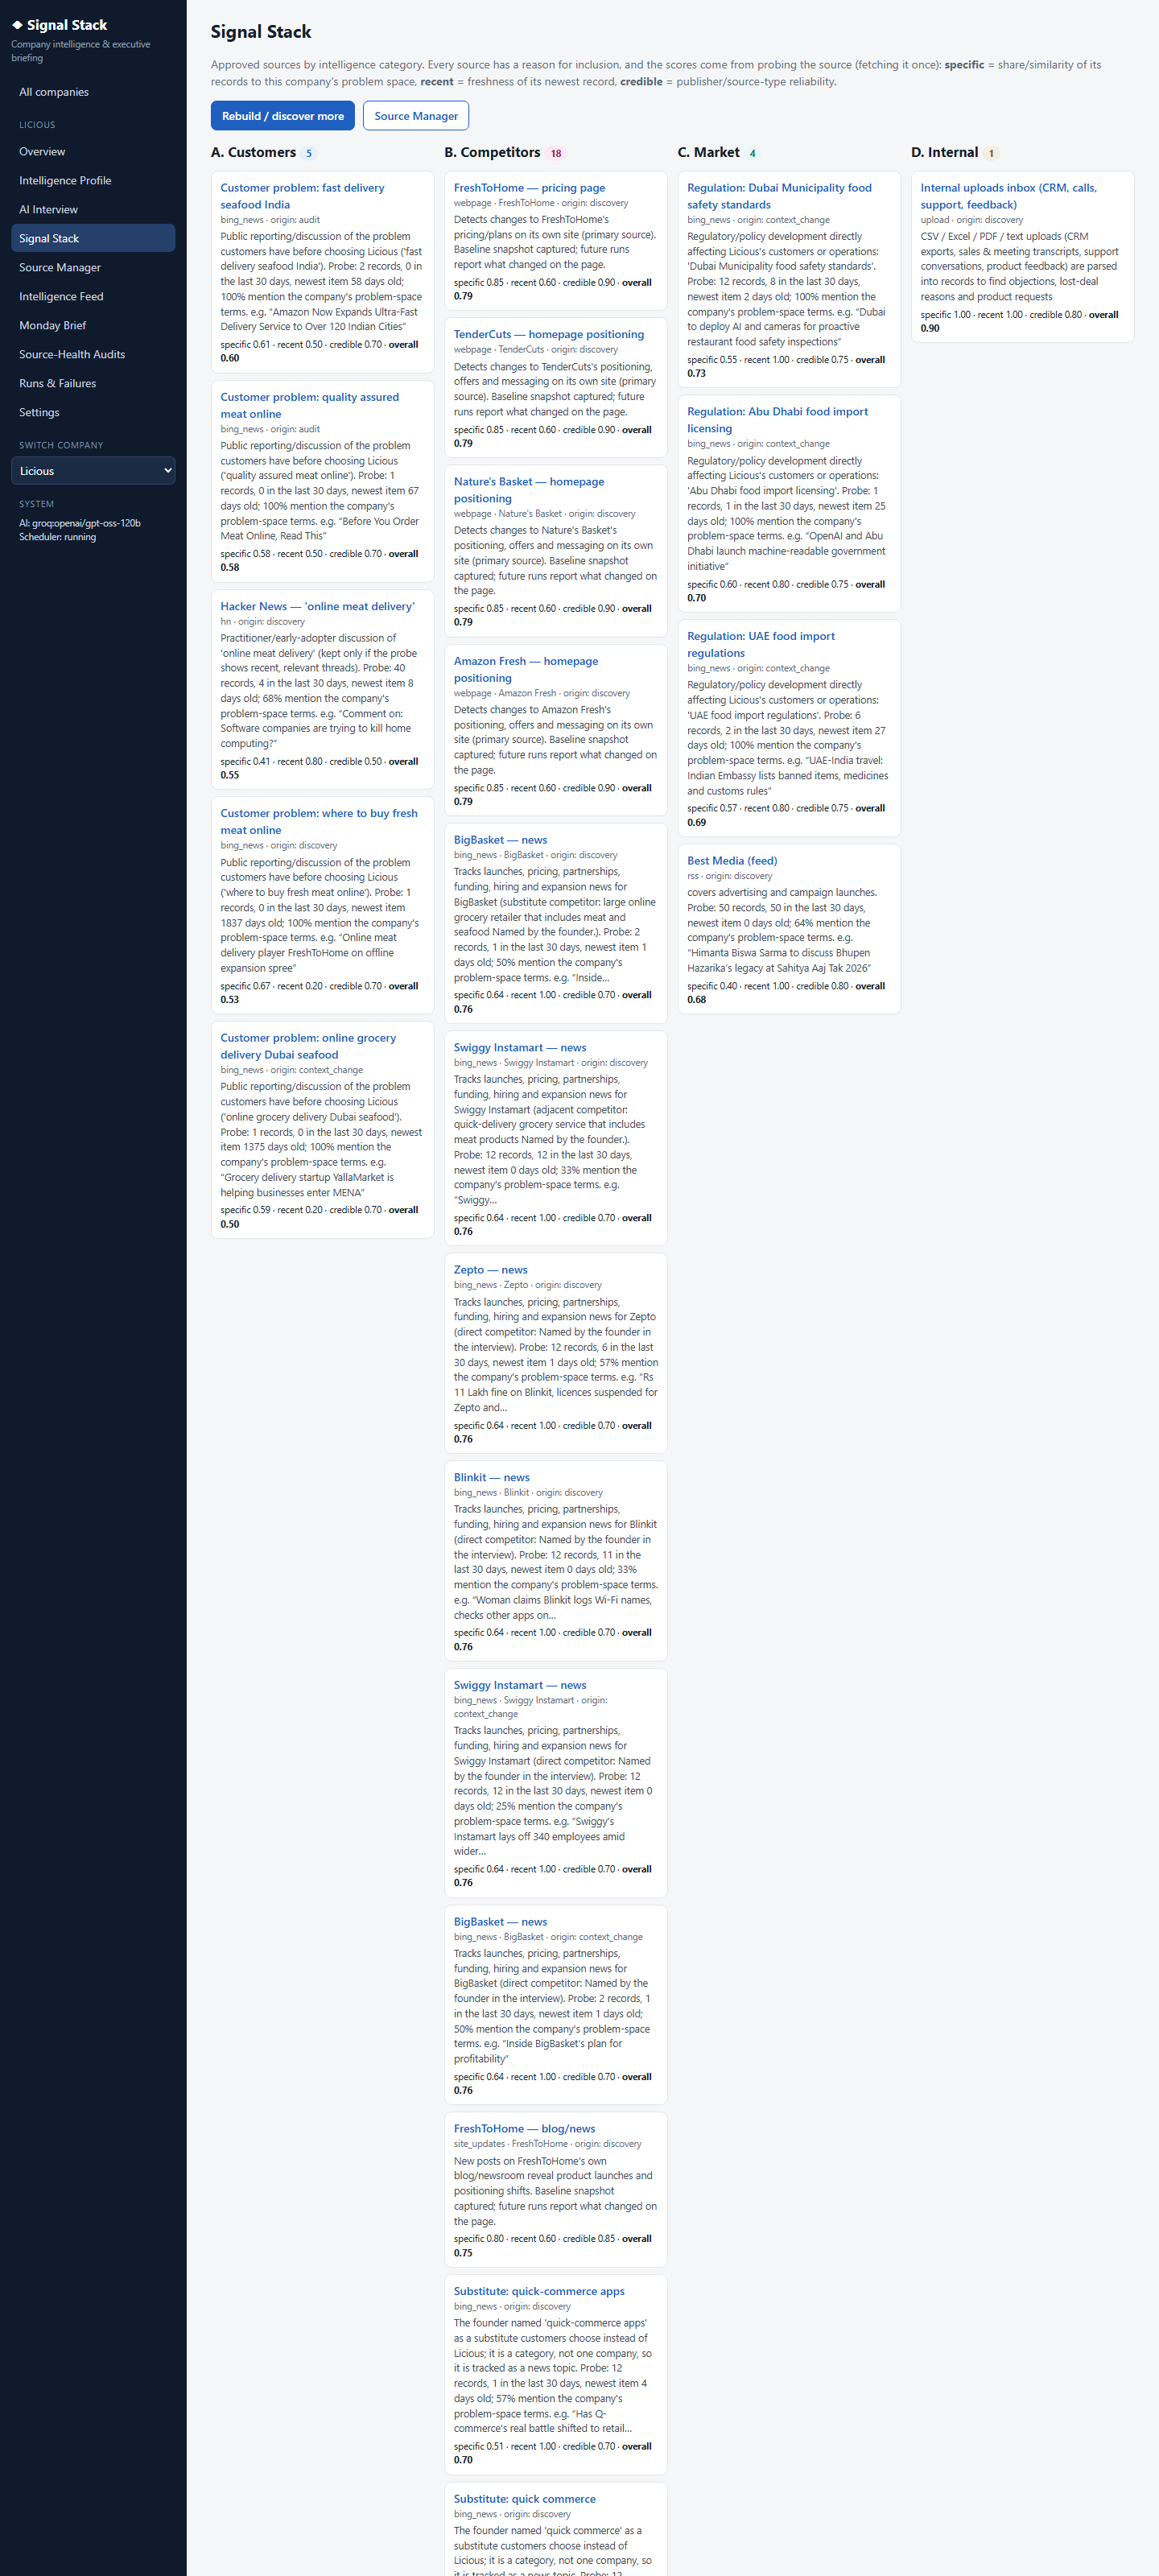 ◆ Signal Stack
Company intelligence & executive
briefing
All companies
LICIOUS
Overview
Intelligence Profile
AI Interview
Signal Stack
Source Manager
Intelligence Feed
Monday Brief
Source-Health Audits
Runs & Failures
Settings
SWITCH COMPANY
Licious
SYSTEM
AI: groq:openai/gpt-oss-120b
Scheduler: running
Signal Stack
Approved sources by intelligence category. Every source has a reason for inclusion, and the scores come from probing the source (fetching it once): specific = share/similarity of its
records to this company's problem space, recent = freshness of its newest record, credible = publisher/source-type reliability.
Rebuild / discover more
Source Manager
A. Customers 5
Customer problem: fast delivery
seafood India
bing_news · origin: audit
Public reporting/discussion of the problem
customers have before choosing Licious ('fast
delivery seafood India'). Probe: 2 records, 0 in
the last 30 days, newest item 58 days old;
100% mention the company's problem-space
terms. e.g. “Amazon Now Expands Ultra-Fast
Delivery Service to Over 120 Indian Cities”
specific 0.61 · recent 0.50 · credible 0.70 · overall
0.60
Customer problem: quality assured
meat online
bing_news · origin: audit
Public reporting/discussion of the problem
customers have before choosing Licious
('quality assured meat online'). Probe: 1
records, 0 in the last 30 days, newest item 67
days old; 100% mention the company's
problem-space terms. e.g. “Before You Order
Meat Online, Read This”
specific 0.58 · recent 0.50 · credible 0.70 · overall
0.58
Hacker News — 'online meat delivery'
hn · origin: discovery
Practitioner/early-adopter discussion of
'online meat delivery' (kept only if the probe
shows recent, relevant threads). Probe: 40
records, 4 in the last 30 days, newest item 8
days old; 68% mention the company's
problem-space terms. e.g. “Comment on:
Software companies are trying to kill home
computing?”
specific 0.41 · recent 0.80 · credible 0.50 · overall
0.55
Customer problem: where to buy fresh
meat online
bing_news · origin: discovery
Public reporting/discussion of the problem
customers have before choosing Licious
('where to buy fresh meat online'). Probe: 1
records, 0 in the last 30 days, newest item
1837 days old; 100% mention the company's
problem-space terms. e.g. “Online meat
delivery player FreshToHome on offline
expansion spree”
specific 0.67 · recent 0.20 · credible 0.70 · overall
0.53
Customer problem: online grocery
delivery Dubai seafood
bing_news · origin: context_change
Public reporting/discussion of the problem
customers have before choosing Licious
('online grocery delivery Dubai seafood').
Probe: 1 records, 0 in the last 30 days, newest
item 1375 days old; 100% mention the
company's problem-space terms. e.g.
“Grocery delivery startup YallaMarket is
helping businesses enter MENA”
specific 0.59 · recent 0.20 · credible 0.70 · overall
0.50
B. Competitors 18
FreshToHome — pricing page
webpage · FreshToHome · origin: discovery
Detects changes to FreshToHome's
pricing/plans on its own site (primary source).
Baseline snapshot captured; future runs
report what changed on the page.
specific 0.85 · recent 0.60 · credible 0.90 · overall
0.79
TenderCuts — homepage positioning
webpage · TenderCuts · origin: discovery
Detects changes to TenderCuts's positioning,
offers and messaging on its own site (primary
source). Baseline snapshot captured; future
runs report what changed on the page.
specific 0.85 · recent 0.60 · credible 0.90 · overall
0.79
Nature's Basket — homepage
positioning
webpage · Nature's Basket · origin: discovery
Detects changes to Nature's Basket's
positioning, offers and messaging on its own
site (primary source). Baseline snapshot
captured; future runs report what changed on
the page.
specific 0.85 · recent 0.60 · credible 0.90 · overall
0.79
Amazon Fresh — homepage
positioning
webpage · Amazon Fresh · origin: discovery
Detects changes to Amazon Fresh's
positioning, offers and messaging on its own
site (primary source). Baseline snapshot
captured; future runs report what changed on
the page.
specific 0.85 · recent 0.60 · credible 0.90 · overall
0.79
BigBasket — news
bing_news · BigBasket · origin: discovery
Tracks launches, pricing, partnerships,
funding, hiring and expansion news for
BigBasket (substitute competitor: large online
grocery retailer that includes meat and
seafood Named by the founder.). Probe: 2
records, 1 in the last 30 days, newest item 1
days old; 50% mention the company's
problem-space terms. e.g. “Inside...
specific 0.64 · recent 1.00 · credible 0.70 · overall
0.76
Swiggy Instamart — news
bing_news · Swiggy Instamart · origin: discovery
Tracks launches, pricing, partnerships,
funding, hiring and expansion news for
Swiggy Instamart (adjacent competitor:
quick-delivery grocery service that includes
meat products Named by the founder.).
Probe: 12 records, 12 in the last 30 days,
newest item 0 days old; 33% mention the
company's problem-space terms. e.g.
“Swiggy...
specific 0.64 · recent 1.00 · credible 0.70 · overall
0.76
Zepto — news
bing_news · Zepto · origin: discovery
Tracks launches, pricing, partnerships,
funding, hiring and expansion news for Zepto
(direct competitor: Named by the founder in
the interview). Probe: 12 records, 6 in the last
30 days, newest item 1 days old; 57% mention
the company's problem-space terms. e.g. “Rs
11 Lakh fine on Blinkit, licences suspended for
Zepto and...
specific 0.64 · recent 1.00 · credible 0.70 · overall
0.76
Blinkit — news
bing_news · Blinkit · origin: discovery
Tracks launches, pricing, partnerships,
funding, hiring and expansion news for Blinkit
(direct competitor: Named by the founder in
the interview). Probe: 12 records, 11 in the
last 30 days, newest item 0 days old; 33%
mention the company's problem-space terms.
e.g. “Woman claims Blinkit logs Wi-Fi names,
checks other apps on...
specific 0.64 · recent 1.00 · credible 0.70 · overall
0.76
Swiggy Instamart — news
bing_news · Swiggy Instamart · origin:
context_change
Tracks launches, pricing, partnerships,
funding, hiring and expansion news for
Swiggy Instamart (direct competitor: Named
by the founder in the interview). Probe: 12
records, 12 in the last 30 days, newest item 0
days old; 25% mention the company's
problem-space terms. e.g. “Swiggy's
Instamart lays off 340 employees amid
wider...
specific 0.64 · recent 1.00 · credible 0.70 · overall
0.76
BigBasket — news
bing_news · BigBasket · origin: context_change
Tracks launches, pricing, partnerships,
funding, hiring and expansion news for
BigBasket (direct competitor: Named by the
founder in the interview). Probe: 2 records, 1
in the last 30 days, newest item 1 days old;
50% mention the company's problem-space
terms. e.g. “Inside BigBasket's plan for
profitability”
specific 0.64 · recent 1.00 · credible 0.70 · overall
0.76
FreshToHome — blog/news
site_updates · FreshToHome · origin: discovery
New posts on FreshToHome's own
blog/newsroom reveal product launches and
positioning shifts. Baseline snapshot
captured; future runs report what changed on
the page.
specific 0.80 · recent 0.60 · credible 0.85 · overall
0.75
Substitute: quick-commerce apps
bing_news · origin: discovery
The founder named 'quick-commerce apps'
as a substitute customers choose instead of
Licious; it is a category, not one company, so
it is tracked as a news topic. Probe: 12
records, 1 in the last 30 days, newest item 4
days old; 57% mention the company's
problem-space terms. e.g. “Has Q-
commerce's real battle shifted to retail...
specific 0.51 · recent 1.00 · credible 0.70 · overall
0.70
Substitute: quick commerce
bing_news · origin: discovery
The founder named 'quick commerce' as a
substitute customers choose instead of
Licious; it is a category, not one company, so
it is tracked as a news topic. Probe: 12
C. Market 4
Regulation: Dubai Municipality food
safety standards
bing_news · origin: context_change
Regulatory/policy development directly
affecting Licious's customers or operations:
'Dubai Municipality food safety standards'.
Probe: 12 records, 8 in the last 30 days,
newest item 2 days old; 100% mention the
company's problem-space terms. e.g. “Dubai
to deploy AI and cameras for proactive
restaurant food safety inspections”
specific 0.55 · recent 1.00 · credible 0.75 · overall
0.73
Regulation: Abu Dhabi food import
licensing
bing_news · origin: context_change
Regulatory/policy development directly
affecting Licious's customers or operations:
'Abu Dhabi food import licensing'. Probe: 1
records, 1 in the last 30 days, newest item 25
days old; 100% mention the company's
problem-space terms. e.g. “OpenAI and Abu
Dhabi launch machine-readable government
initiative”
specific 0.60 · recent 0.80 · credible 0.75 · overall
0.70
Regulation: UAE food import
regulations
bing_news · origin: context_change
Regulatory/policy development directly
affecting Licious's customers or operations:
'UAE food import regulations'. Probe: 6
records, 2 in the last 30 days, newest item 27
days old; 100% mention the company's
problem-space terms. e.g. “UAE-India travel:
Indian Embassy lists banned items, medicines
and customs rules”
specific 0.57 · recent 0.80 · credible 0.75 · overall
0.69
Best Media (feed)
rss · origin: discovery
covers advertising and campaign launches.
Probe: 50 records, 50 in the last 30 days,
newest item 0 days old; 64% mention the
company's problem-space terms. e.g.
“Himanta Biswa Sarma to discuss Bhupen
Hazarika's legacy at Sahitya Aaj Tak 2026”
specific 0.40 · recent 1.00 · credible 0.80 · overall
0.68
D. Internal 1
Internal uploads inbox (CRM, calls,
support, feedback)
upload · origin: discovery
CSV / Excel / PDF / text uploads (CRM
exports, sales & meeting transcripts, support
conversations, product feedback) are parsed
into records to find objections, lost-deal
reasons and product requests
specific 1.00 · recent 1.00 · credible 0.80 · overall
0.90